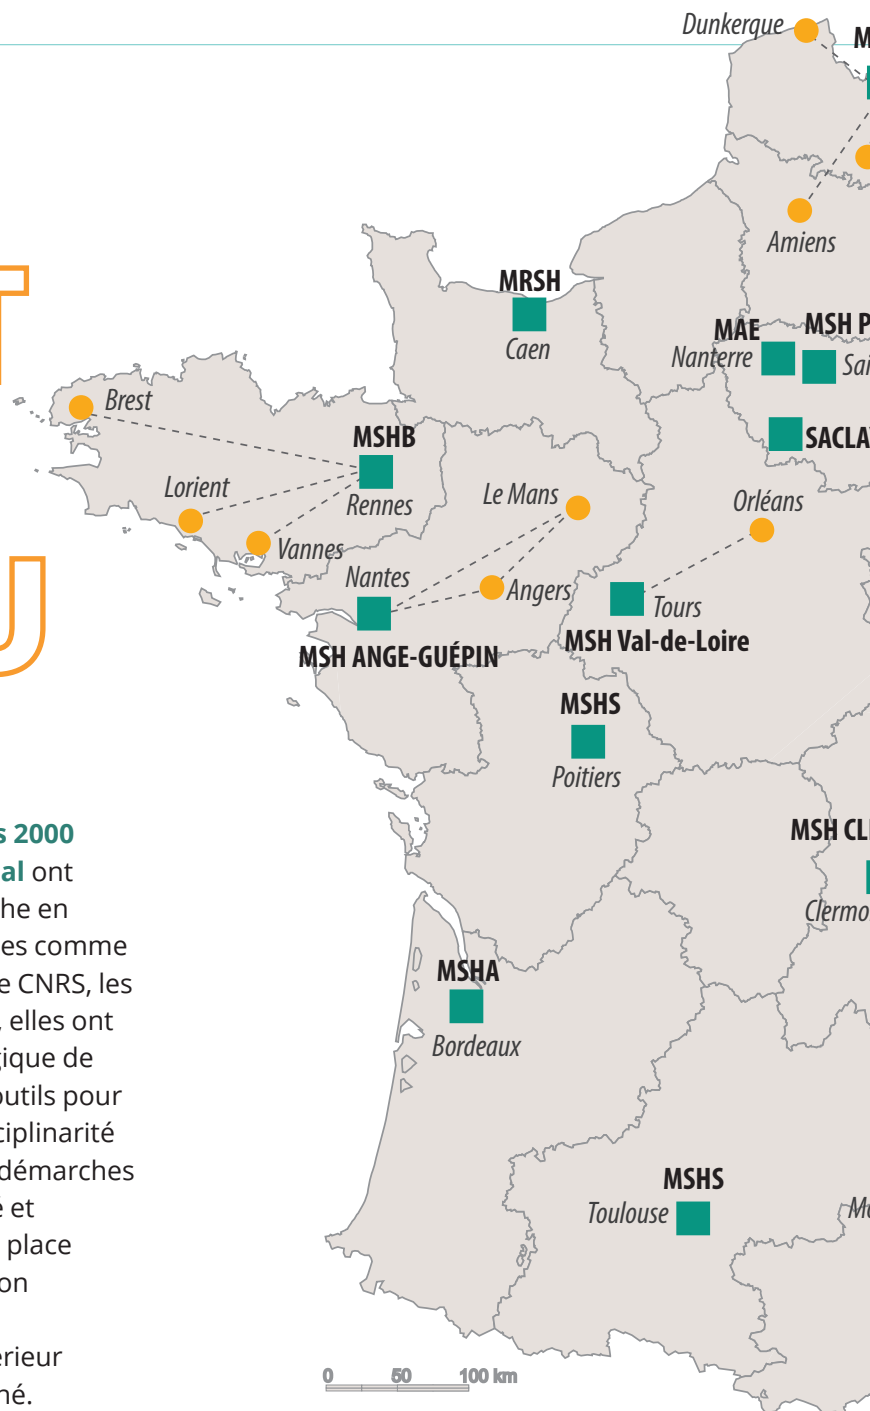 T
U
s 2000
al ont
he en
es comme
e CNRS, les
, elles ont
gique de
outils pour
ciplinarité
démarches
é et
place
on
érieur
né.
Dunkerque
M
Amiens
MRSH
Caen
MAE
Nanterre
MSH P
Sai
SACLA
Brest
MSHB
Rennes
Lorient
Vannes
Le Mans
Orléans
Nantes
Angers
MSH ANGE-GUÉPIN
Tours
MSH Val-de-Loire
MSHS
Poitiers
MSH CL
Clermo
MSHA
Bordeaux
MSHS
Toulouse
Mo
0 50 100 km